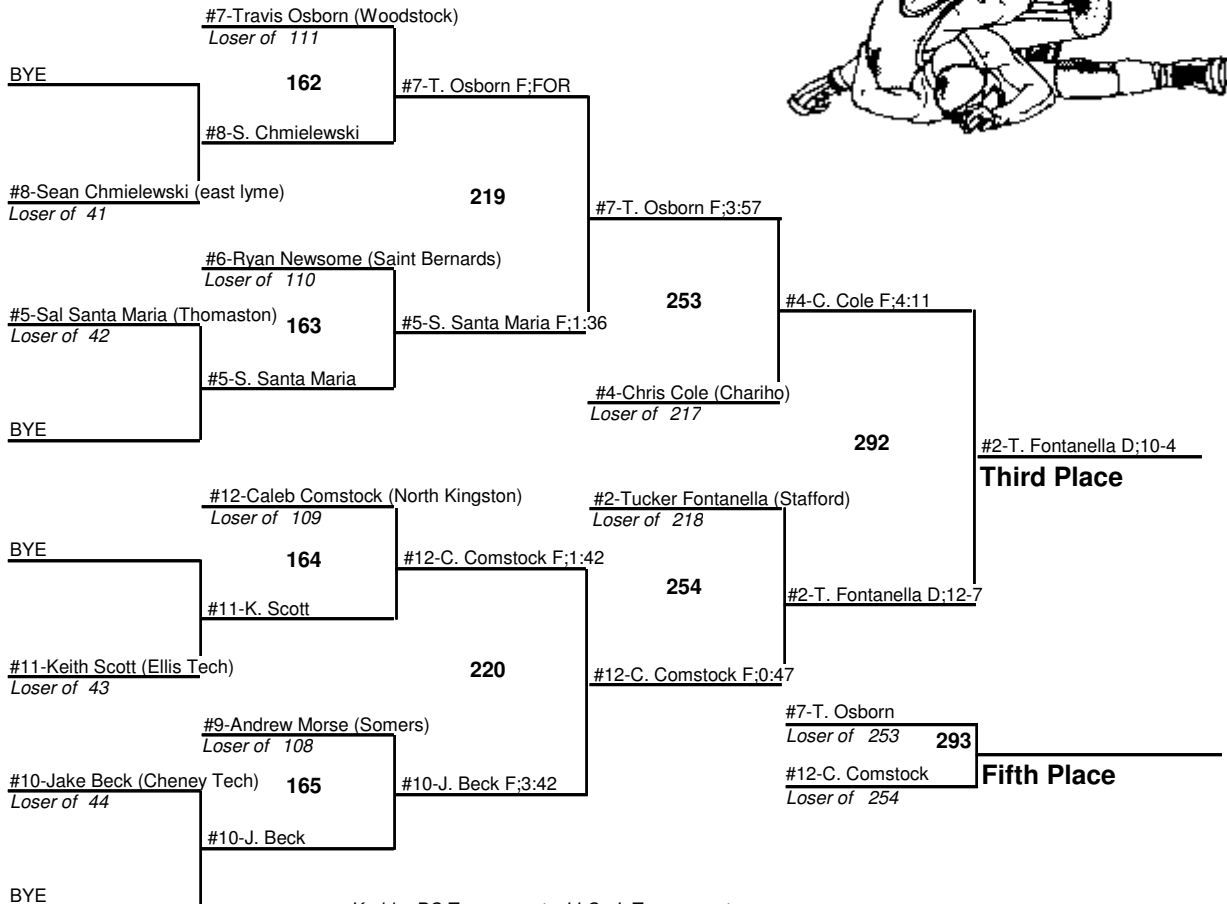 #7-Travis Osborn (Woodstock)
Loser of 111
BYE
162
#7-T. Osborn F;FOR
#8-S. Chmielewski
#8-Sean Chmielewski (east lyme)
Loser of 41
219
#7-T. Osborn F;3:57
#6-Ryan Newsome (Saint Bernards)
Loser of 110
#5-Sal Santa Maria (Thomaston)
Loser of 42
163
#5-S. Santa Maria F;1:36
253
#4-C. Cole F;4:11
#5-S. Santa Maria
#4-Chris Cole (Chariho)
Loser of 217
BYE
292
#2-T. Fontanella D;10-4
Third Place
#12-Caleb Comstock (North Kingston)
Loser of 109
#2-Tucker Fontanella (Stafford)
Loser of 218
BYE
164
#12-C. Comstock F;1:42
254
#2-T. Fontanella D;12-7
#11-K. Scott
#11-Keith Scott (Ellis Tech)
Loser of 43
220
#12-C. Comstock F;0:47
#9-Andrew Morse (Somers)
Loser of 108
#7-T. Osborn
Loser of 253
293
#10-Jake Beck (Cheney Tech)
Loser of 44
165
#10-J. Beck F;3:42
#12-C. Comstock
Loser of 254
Fifth Place
#10-J. Beck
BYE